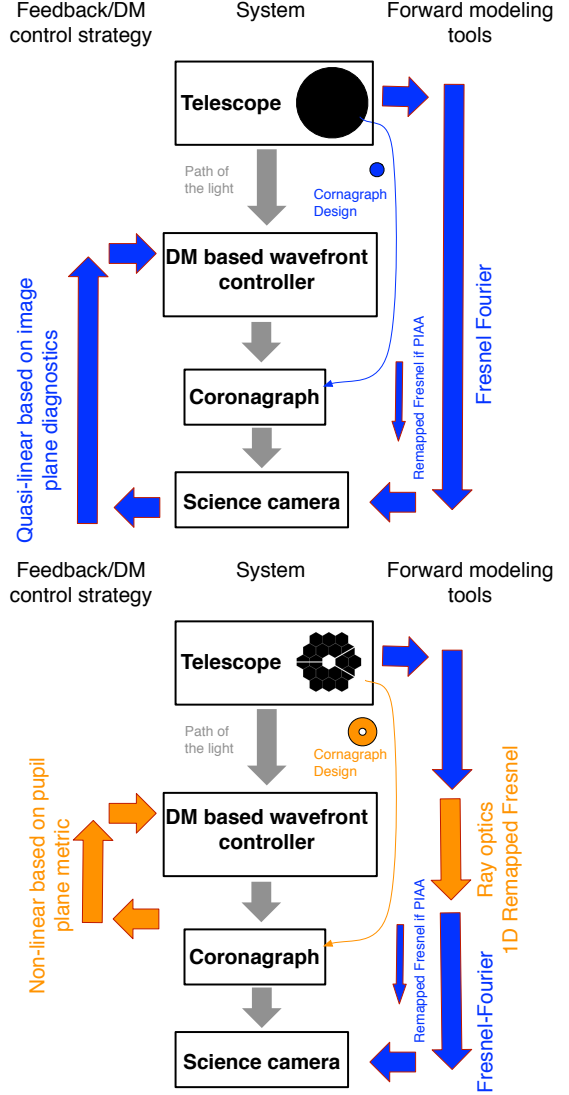 Feedback/DM
control strategy
System
Forward modeling
tools
Telescope
Path of
the light
Cornagraph
Design
DM based wavefront
controller
Coronagraph
Science camera
Quasi-linear based on image
plane diagnostics
Remapped Fresnel if PIAA
Fresnel Fourier
Feedback/DM
control strategy
System
Forward modeling
tools
Telescope
Path of
the light
Cornagraph
Design
DM based wavefront
controller
Coronagraph
Science camera
Non-linear based on pupil
plane metric
Remapped Fresnel if PIAA
Ray optics
1D Remapped Fresnel
Fresnel-Fourier